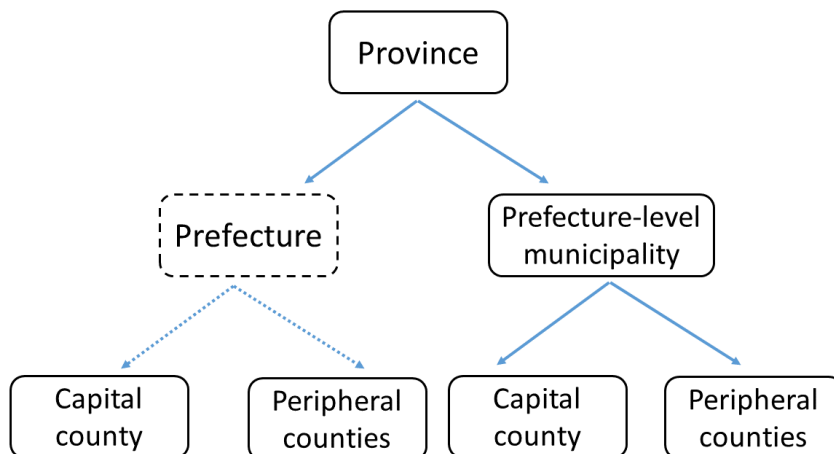 Province
Prefecture
Prefecture-level
municipality
Capital
county
Peripheral
counties
Capital
county
Peripheral
counties